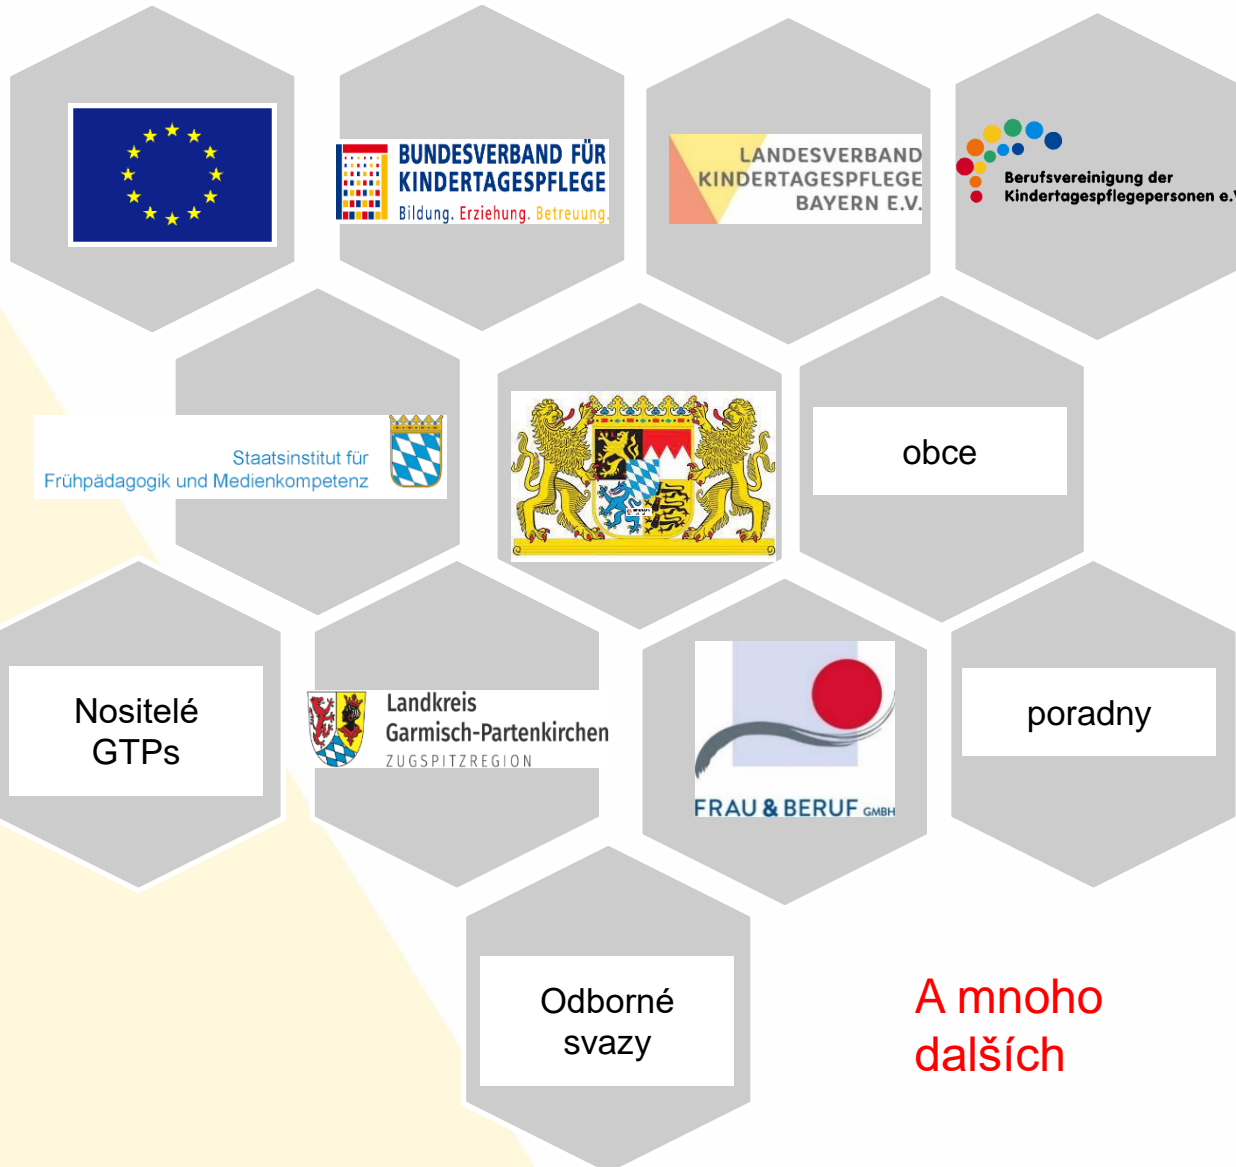 BUNDESVERBAND FÜR
KINDERTAGESPFLEGE
Bildung. Erziehung. Betreuung.
LANDESVERBAND
KINDERTAGESPFLEGE
BAYERN E.V.
Berufsvereinigung der
Kindertagespflegepersonen e.V
Staatsinstitut für
Frühpädagogik und Medienkompetenz
obce
Nositelé
GTPs
Landkreis
Garmisch-Partenkirchen
ZUGSPITZREGION
FRAU & BERUF GMBH
poradny
Odborné
svazy
A mnoho
dalších